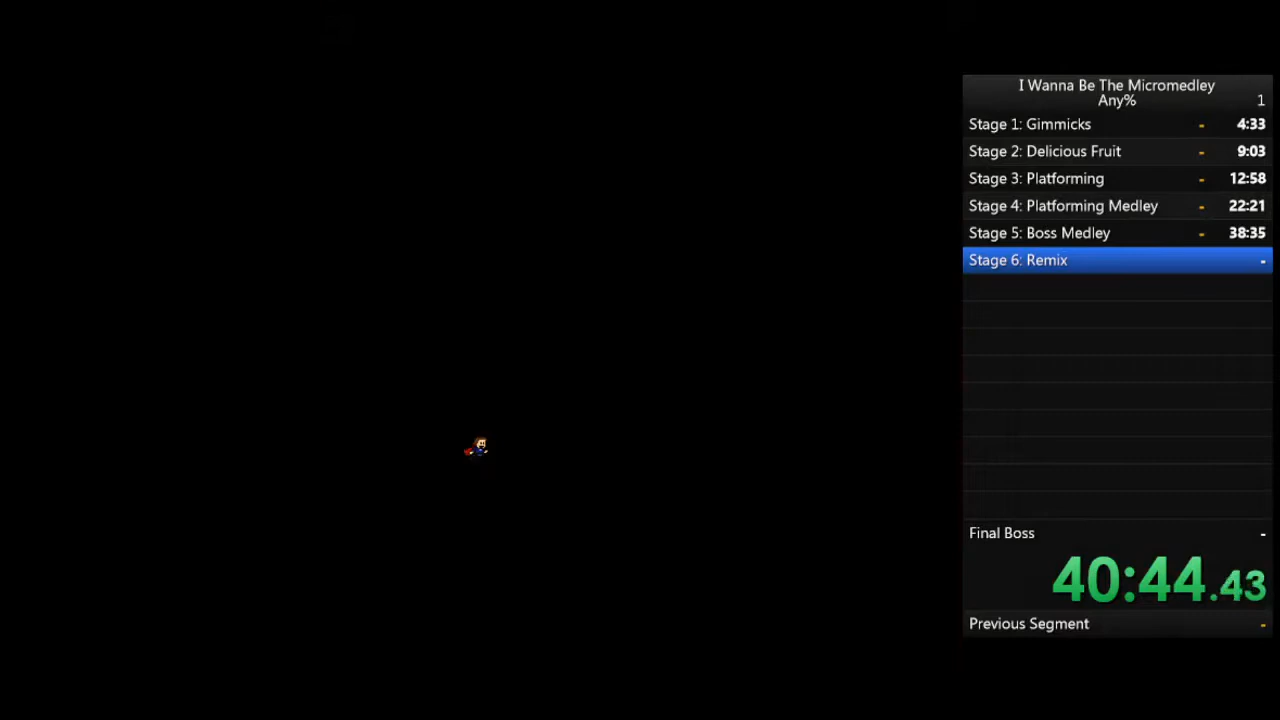 I Wanna Be The Micromedley
Any% 1
Stage 1: Gimmicks - 4:33
Stage 2: Delicious Fruit - 9:03
Stage 3: Platforming - 12:58
Stage 4: Platforming Medley - 22:21
Stage 5: Boss Medley - 38:35
Stage 6: Remix -
Final Boss -
40:44.43
Previous Segment -